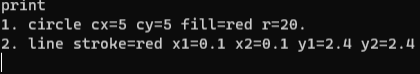 print
1. circle cx=5 cy=5 fill=red r=20.
2. line stroke=red x1=0.1 x2=0.1 y1=2.4 y2=2.4